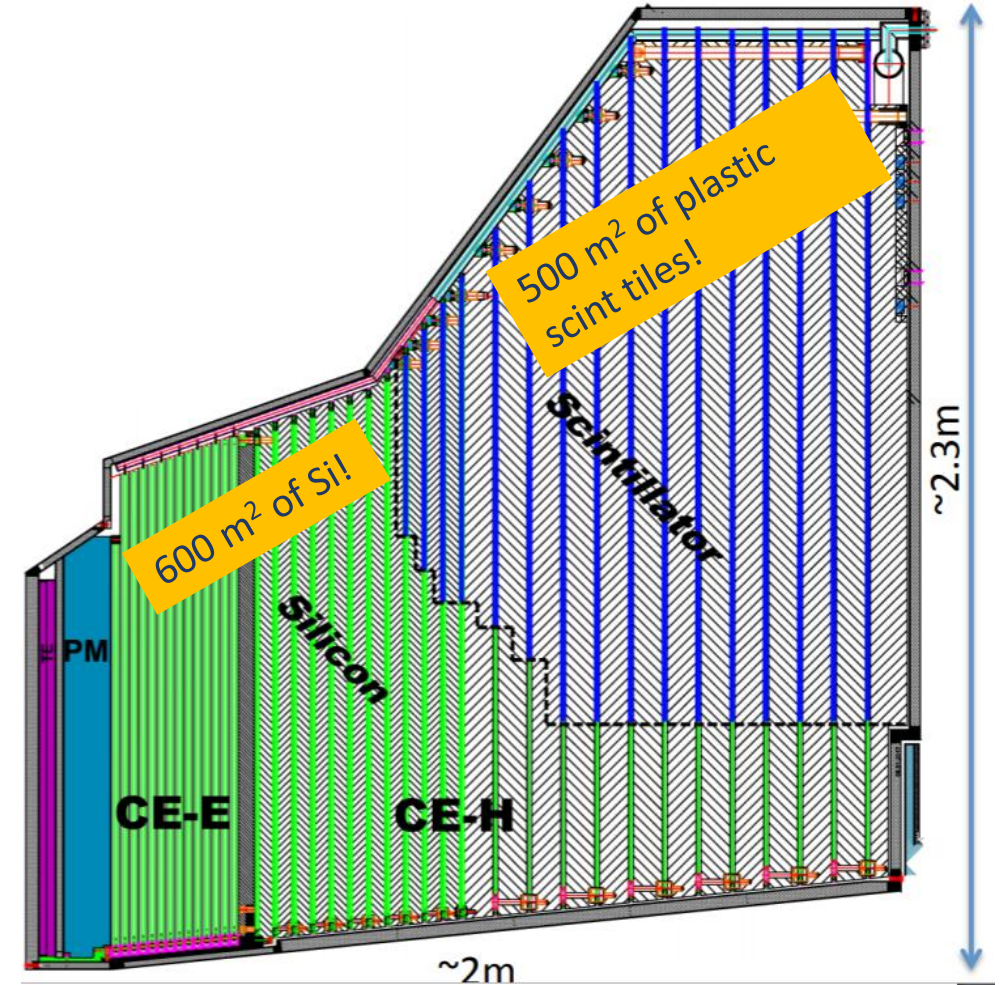 500 m² of plastic
scint tiles!
Scintillator
~2.3m
600 m² of Si!
Silicon
PM
CE-E
CE-H
~2m